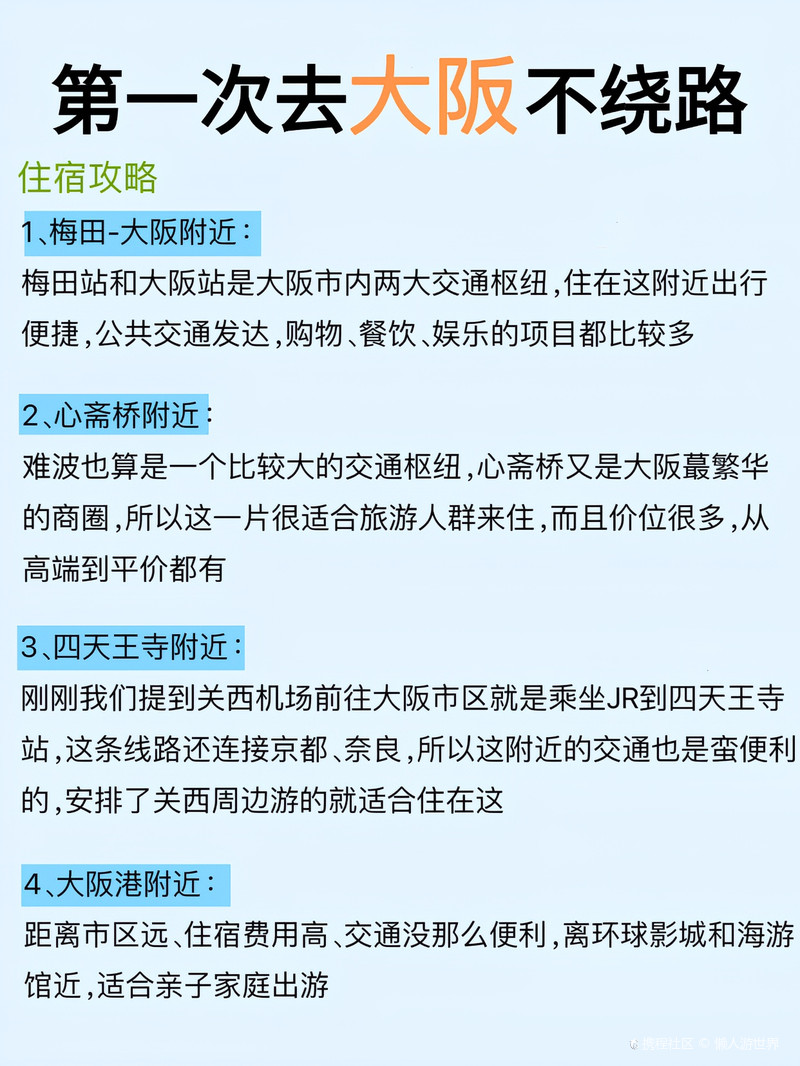 第一次去大阪不绕路
住宿攻略
1、梅田-大阪附近：
梅田站和大阪站是大阪市内两大交通枢纽,住在这附近出行
便捷,公共交通发达,购物、餐饮、娱乐的项目都比较多
2、心斋桥附近：
难波也算是一个比较大的交通枢纽,心斋桥又是大阪蕞繁华
的商圈,所以这一片很适合旅游人群来住,而且价位很多,从
高端到平价都有
3、四天王寺附近：
刚刚我们提到关西机场前往大阪市区就是乘坐JR到四天王寺
站,这条线路还连接京都、奈良,所以这附近的交通也是蛮便利
的,安排了关西周边游的就适合住在这
4、大阪港附近：
距离市区远、住宿费用高、交通没那么便利,离环球影城和海游
馆近,适合亲子家庭出游
携程社区 © 懒人游世界